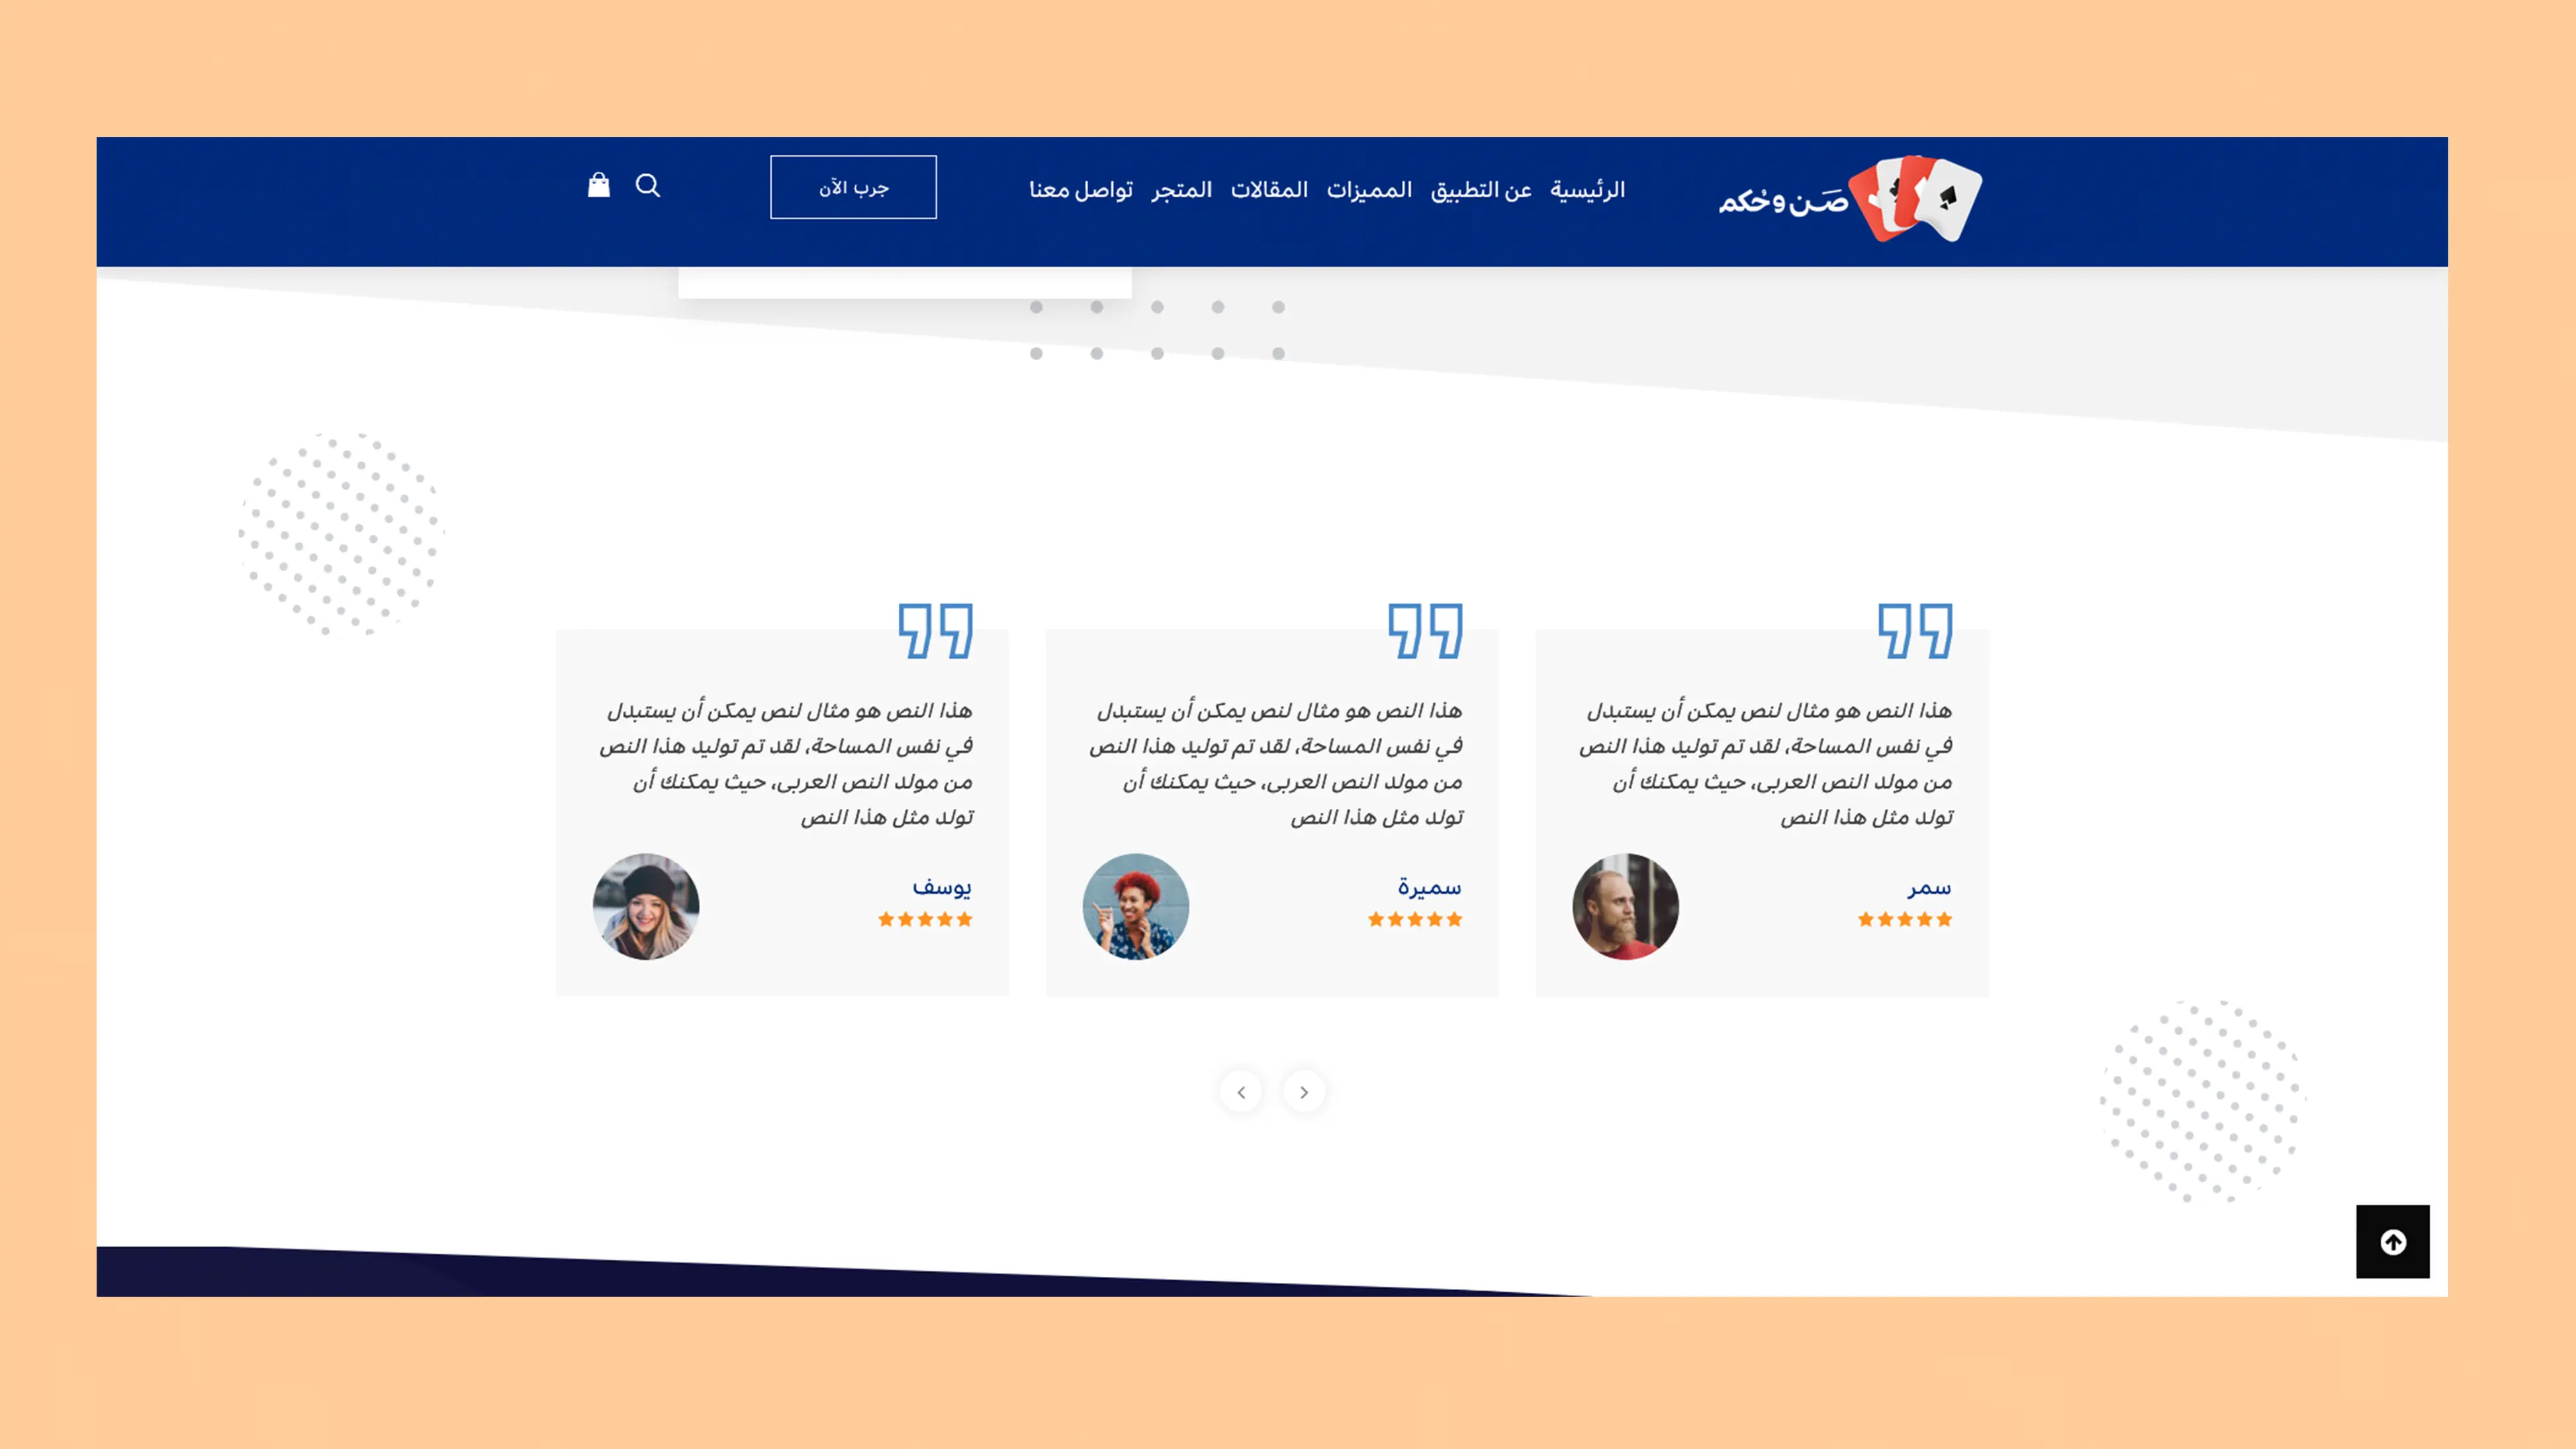 صَـن وحُكم
الرئيسية عن التطبيق المميزات المقالات المتجر تواصل معنا
جرب الآن
هذا النص هو مثال لنص يمكن أن يستبدل
في نفس المساحة، لقد تم توليد هذا النص
من مولد النص العربى، حيث يمكنك أن
تولد مثل هذا النص
سمر
هذا النص هو مثال لنص يمكن أن يستبدل
في نفس المساحة، لقد تم توليد هذا النص
من مولد النص العربى، حيث يمكنك أن
تولد مثل هذا النص
سميرة
هذا النص هو مثال لنص يمكن أن يستبدل
في نفس المساحة، لقد تم توليد هذا النص
من مولد النص العربى، حيث يمكنك أن
تولد مثل هذا النص
يوسف